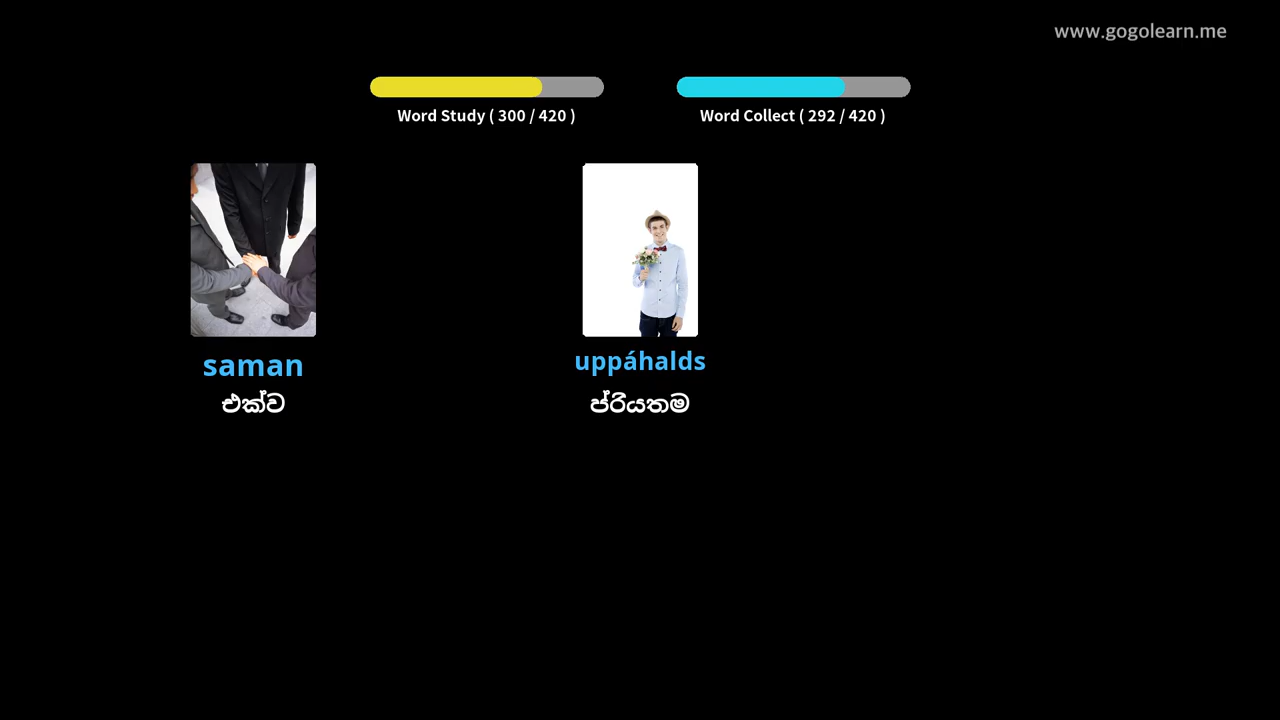 www.gogolearn.me
Word Study ( 300 / 420 )
Word Collect ( 292 / 420 )
saman
එක්ව
uppáhalds
ප්රියතම